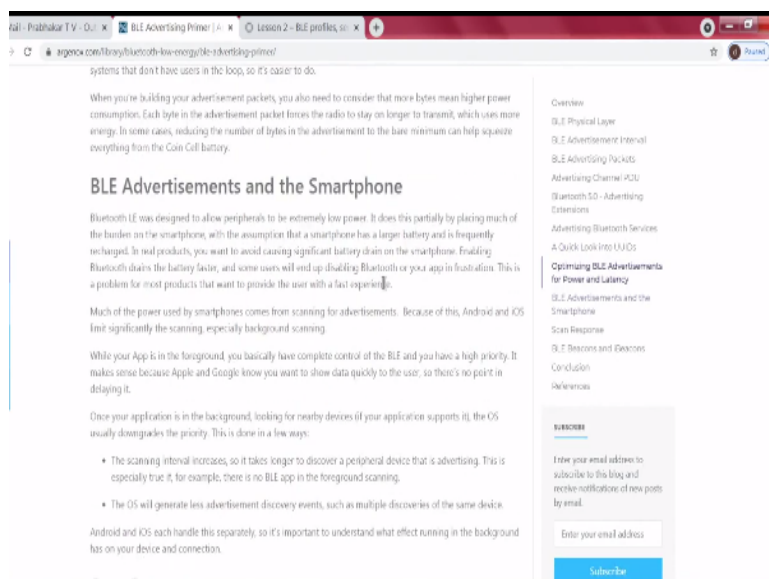 Prabhakar T V - Out
BLE Advertising Primer | A
Lesson 2 - BLE profiles, se
argenox.com/library/bluetooth-low-energy/ble-advertising-primer/
Paused
systems that don't have users in the loop, so it's easier to do.
When you're building your advertisement packets, you also need to consider that more bytes mean higher power
consumption. Each byte in the advertisement packet forces the radio to stay on longer to transmit, which uses more
energy. In some cases, reducing the number of bytes in the advertisement to the bare minimum can help squeeze
everything from the Coin Cell battery.
BLE Advertisements and the Smartphone
Bluetooth LE was designed to allow peripherals to be extremely low power. It does this partially by placing much of
the burden on the smartphone, with the assumption that a smartphone has a larger battery and is frequently
recharged. In real products, you want to avoid causing significant battery drain on the smartphone. Enabling
Bluetooth drains the battery faster, and some users will end up disabling Bluetooth or your app in frustration. This is
a problem for most products that want to provide the user with a fast experience.
Much of the power used by smartphones comes from scanning for advertisements. Because of this, Android and iOS
limit significantly the scanning, especially background scanning.
While your App is in the foreground, you basically have complete control of the BLE and you have a high priority. It
makes sense because Apple and Google know you want to show data quickly to the user, so there's no point in
delaying it.
Once your application is in the background, looking for nearby devices (if your application supports it), the OS
usually downgrades the priority. This is done in a few ways:
• The scanning interval increases, so it takes longer to discover a peripheral device that is advertising. This is
especially true if, for example, there is no BLE app in the foreground scanning.
• The OS will generate less advertisement discovery events, such as multiple discoveries of the same device.
Android and iOS each handle this separately, so it's important to understand what effect running in the background
has on your device and connection.
Overview
BLE Physical Layer
BLE Advertisement Interval
BLE Advertising Packets
Advertising Channel PDU
Bluetooth 5.0 - Advertising
Extensions
Advertising Bluetooth Services
A Quick Look into UUIDs
Optimizing BLE Advertisements
for Power and Latency
BLE Advertisements and the
Smartphone
Scan Response
BLE Beacons and iBeacons
Conclusion
References
SUBSCRIBE
Enter your email address to
subscribe to this blog and
receive notifications of new posts
by email.
Enter your email address
Subscribe